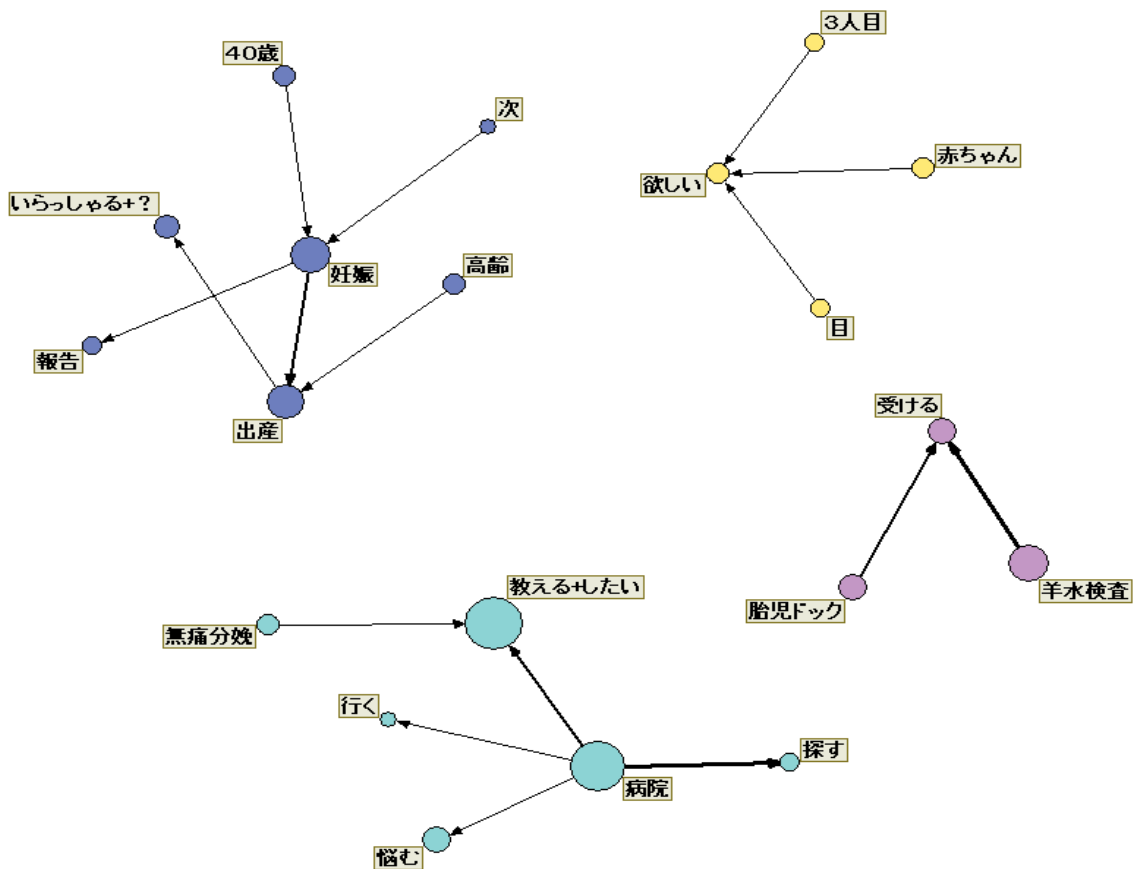 3人目
40歳
次
赤ちゃん
欲しい
いらっしゃる+?
妊娠
高齢
目
報告
出産
受ける
教える+したい
胎児ドック
羊水検査
無痛分娩
行く
探す
病院
悩む